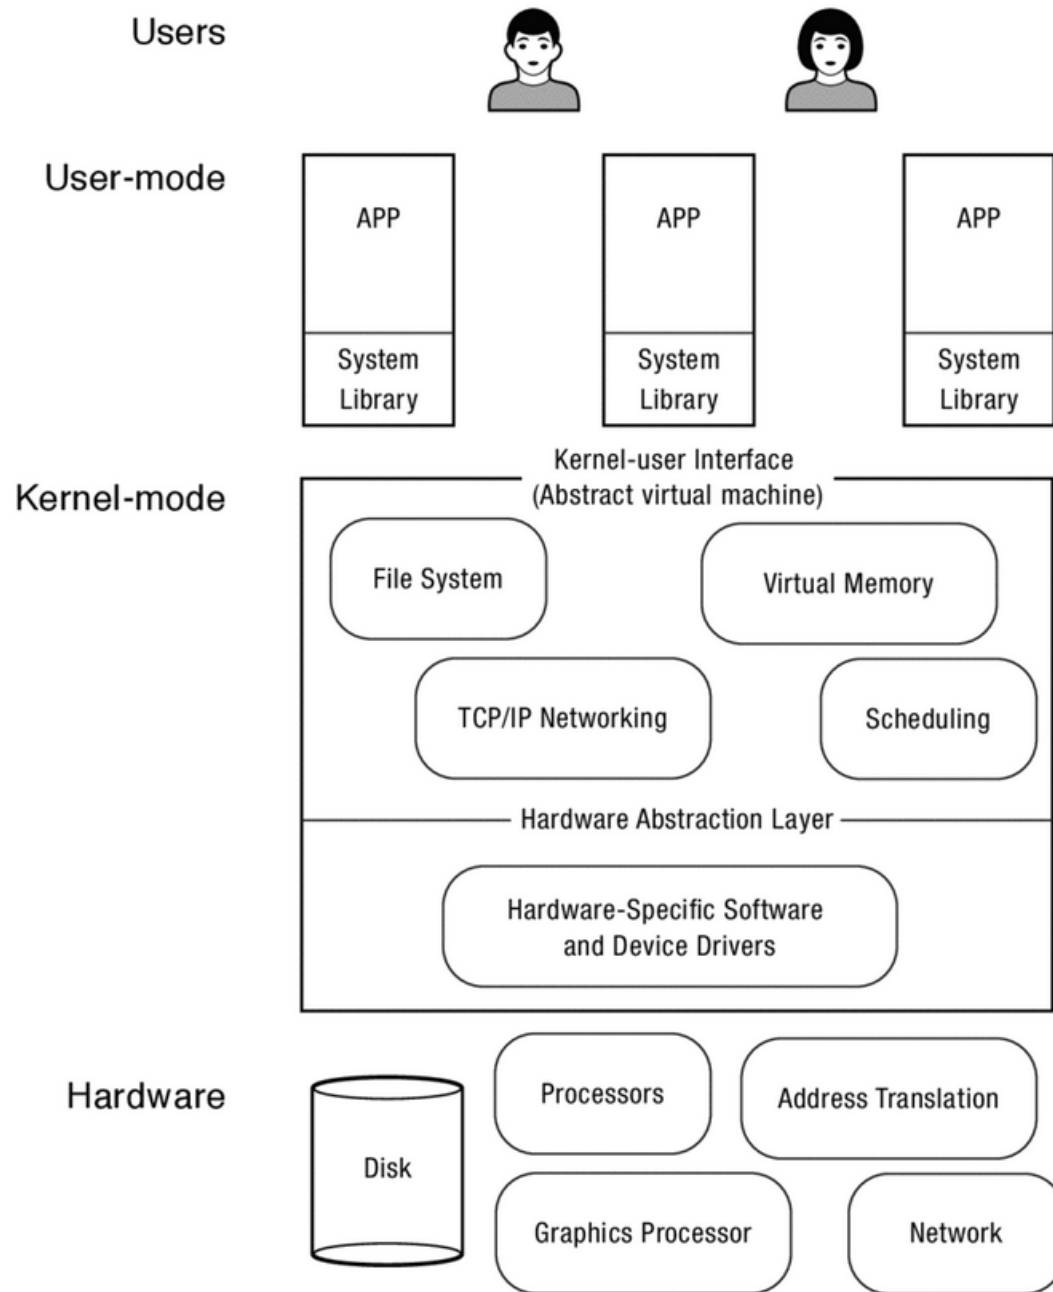 Users
User-mode
APP
APP
APP
System
Library
System
Library
System
Library
Kernel-mode
Kernel-user Interface
(Abstract virtual machine)
File System
Virtual Memory
TCP/IP Networking
Scheduling
Hardware Abstraction Layer
Hardware-Specific Software
and Device Drivers
Hardware
Disk
Processors
Address Translation
Graphics Processor
Network